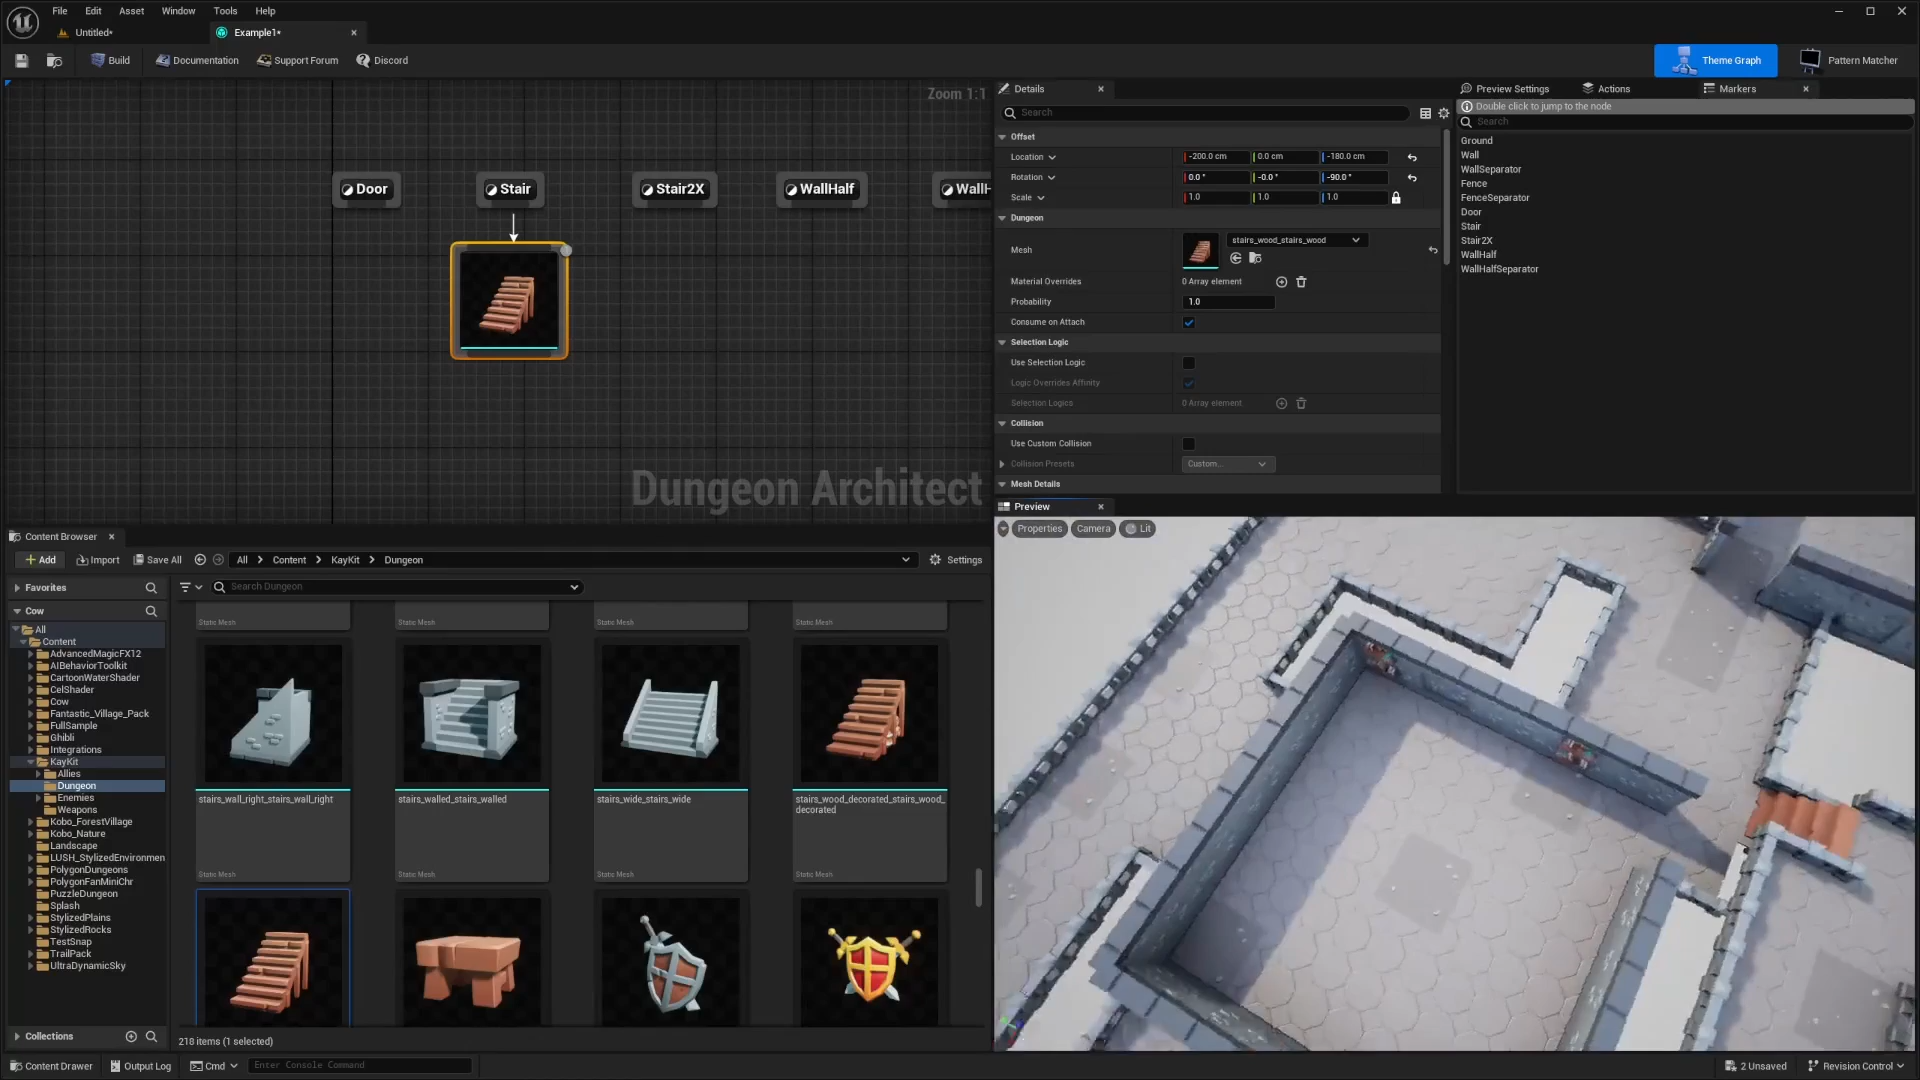 File Edit Asset Window Tools Help
Untitled*
Example1*
Build
Documentation
Support Forum
Discord
Theme Graph
Pattern Matcher
Zoom 1:1
Door
Stair
Stair2X
WallHalf
WallH
Dungeon Architect
Details
Search
Offset
Location -200.0 cm 0.0 cm -180.0 cm
Rotation 0.0 ° -0.0 ° -90.0 °
Scale 1.0 1.0 1.0
Dungeon
Mesh stairs_wood_stairs_wood
Material Overrides 0 Array element
Probability 1.0
Consume on Attach
Selection Logic
Use Selection Logic
Logic Overrides Affinity
Selection Logics 0 Array element
Collision
Use Custom Collision
Collision Presets Custom...
Mesh Details
Preview Settings
Actions
Markers
Double click to jump to the node
Search
Ground
Wall
WallSeparator
Fence
FenceSeparator
Door
Stair
Stair2X
WallHalf
WallHalfSeparator
Preview
Properties Camera Lit
Content Browser
Add Import Save All All Content KayKit Dungeon Settings
Favorites
Search Dungeon
Cow
All
Content
AdvancedMagicFX12
AIBehaviorToolkit
CartoonWaterShader
CelShader
Cow
Fantastic_Village_Pack
FullSample
Ghibli
Integrations
KayKit
Allies
Dungeon
Enemies
Weapons
Kobo_ForestVillage
Kobo_Nature
Landscape
LUSH_StylizedEnvironmen
PolygonDungeons
PolygonFanMiniChr
PuzzleDungeon
Splash
StylizedPlains
StylizedRocks
TestSnap
TrailPack
UltraDynamicSky
Collections
Static Mesh Static Mesh Static Mesh Static Mesh
stairs_wall_right_stairs_wall_right
stairs_walled_stairs_walled
stairs_wide_stairs_wide
stairs_wood_decorated_stairs_wood_
decorated
Static Mesh Static Mesh Static Mesh Static Mesh
218 items (1 selected)
Content Drawer Output Log Cmd Enter Console Command
2 Unsaved Revision Control